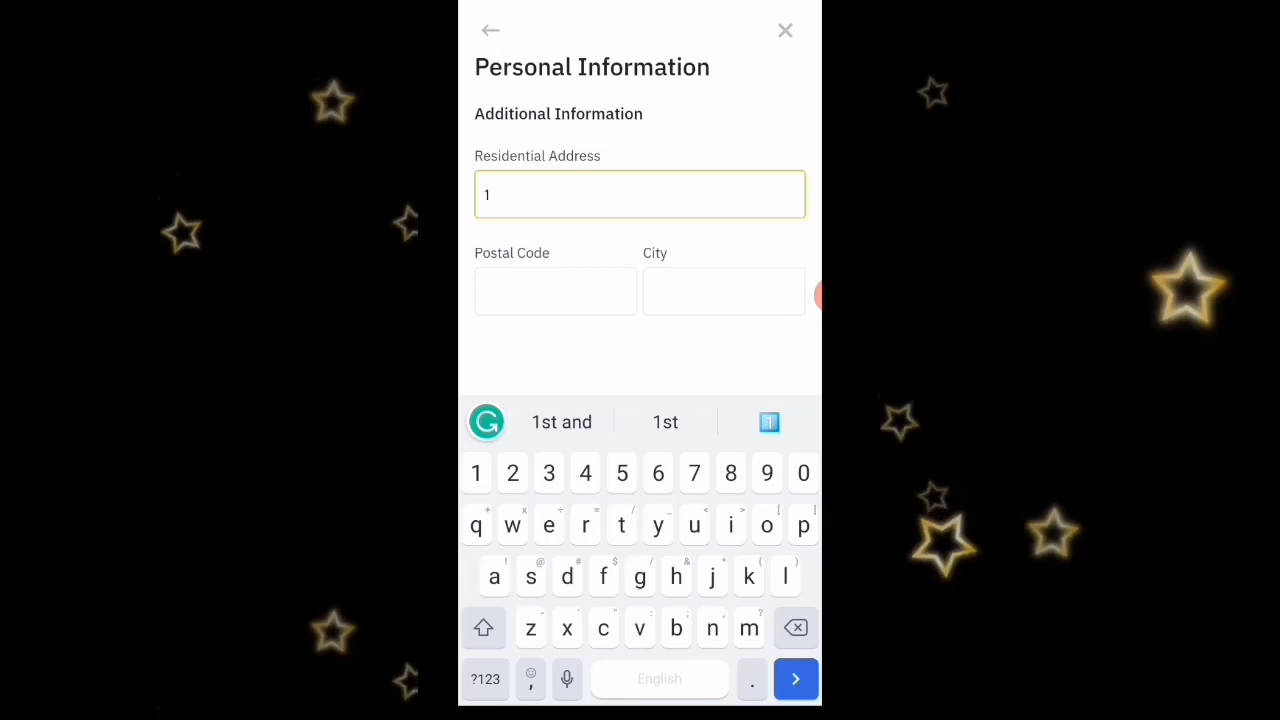 Personal Information
Additional Information
Residential Address
1
Postal Code City
1st and 1st 1
1 2 3 4 5 6 7 8 9 0
q w e r t y u i o p
a s d f g h j k l
z x c v b n m
?123 , English .